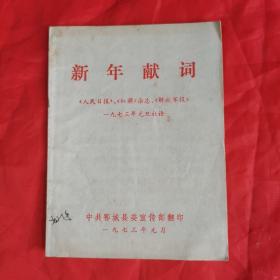 新年献词
《人民日报》、《红旗》杂志、《解放军报》
一九七三年元旦社论
中共鄄城县委宣传部翻印
一九七三年元月